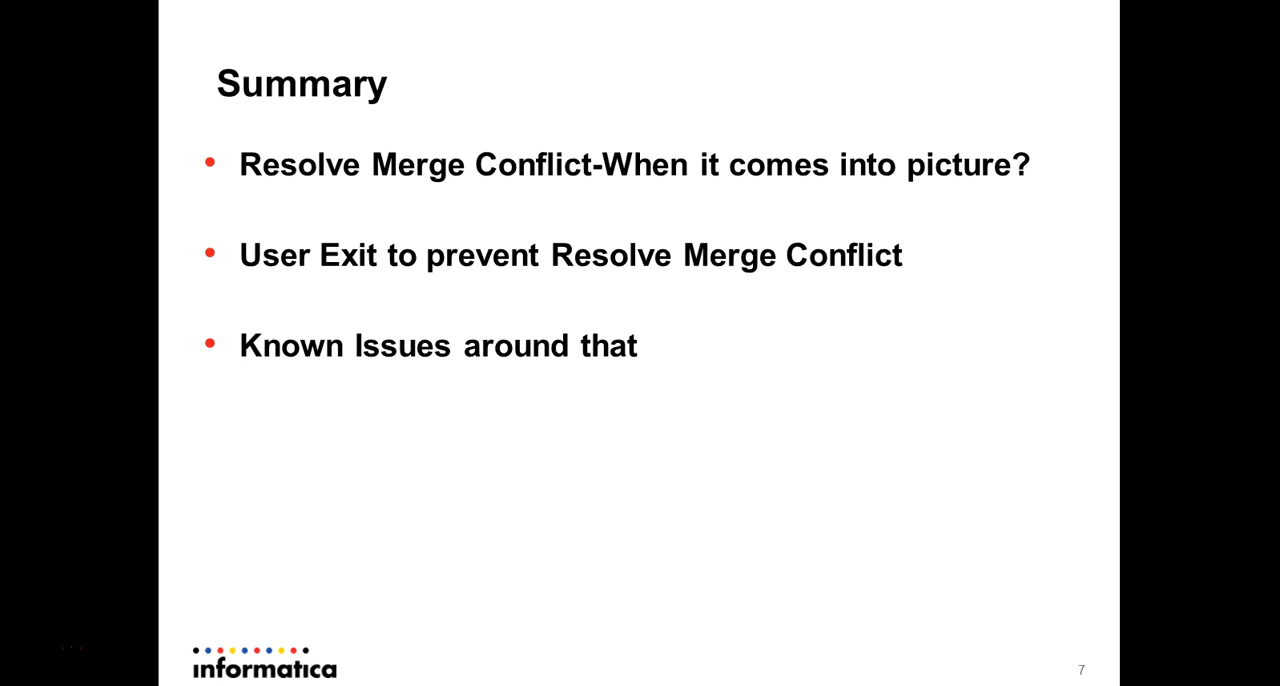 Summary
• Resolve Merge Conflict-When it comes into picture?
• User Exit to prevent Resolve Merge Conflict
• Known Issues around that
informatica
7